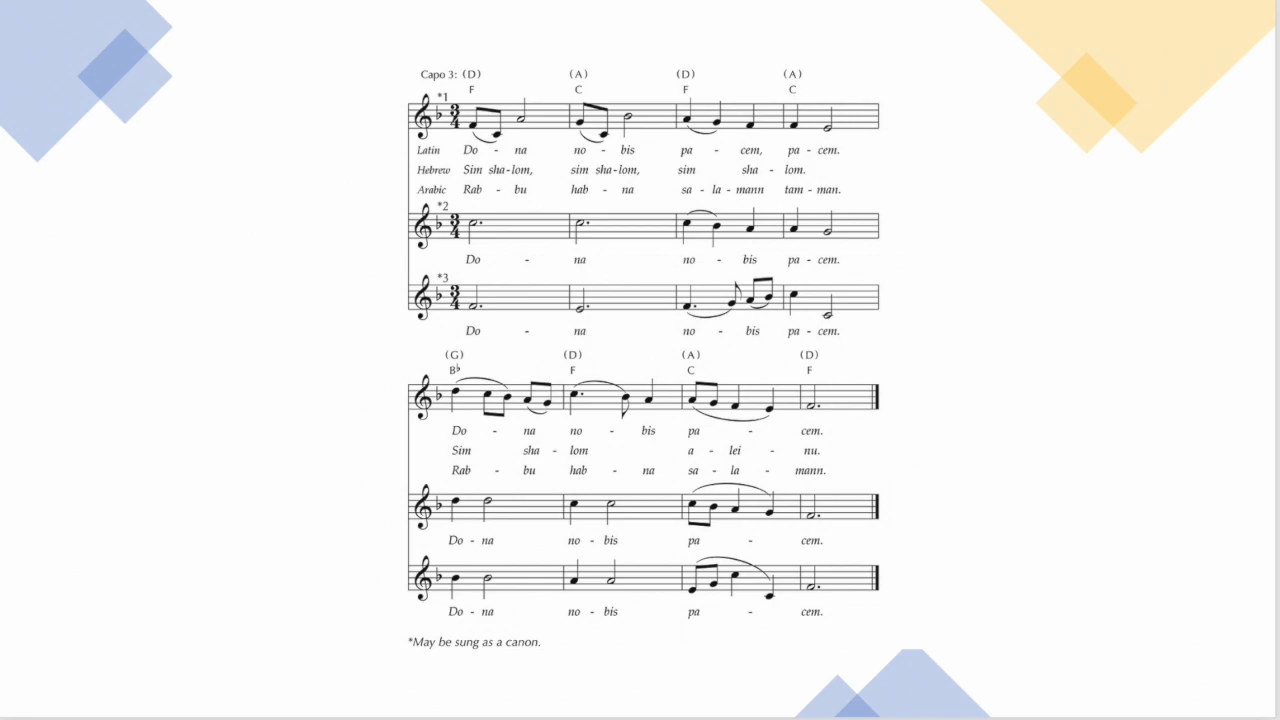 Capo 3: (D) (A) (D) (A)
F C F C
*1
Latin Do - na no - bis pa - cem, pa - cem.
Hebrew Sim sha-lom, sim sha-lom, sim sha - lom.
Arabic Rab - bu hab - na sa - la - mann tam - man.
*2
Do - na no - bis pa - cem.
*3
Do - na no - bis pa - cem.
(G) (D) (A) (D)
B♭ F C F
Do - na no - bis pa - cem.
Sim sha - lom a - lei - nu.
Rab - bu hab - na sa - la - mann.
Do - na no - bis pa - cem.
Do - na no - bis pa - cem.
*May be sung as a canon.